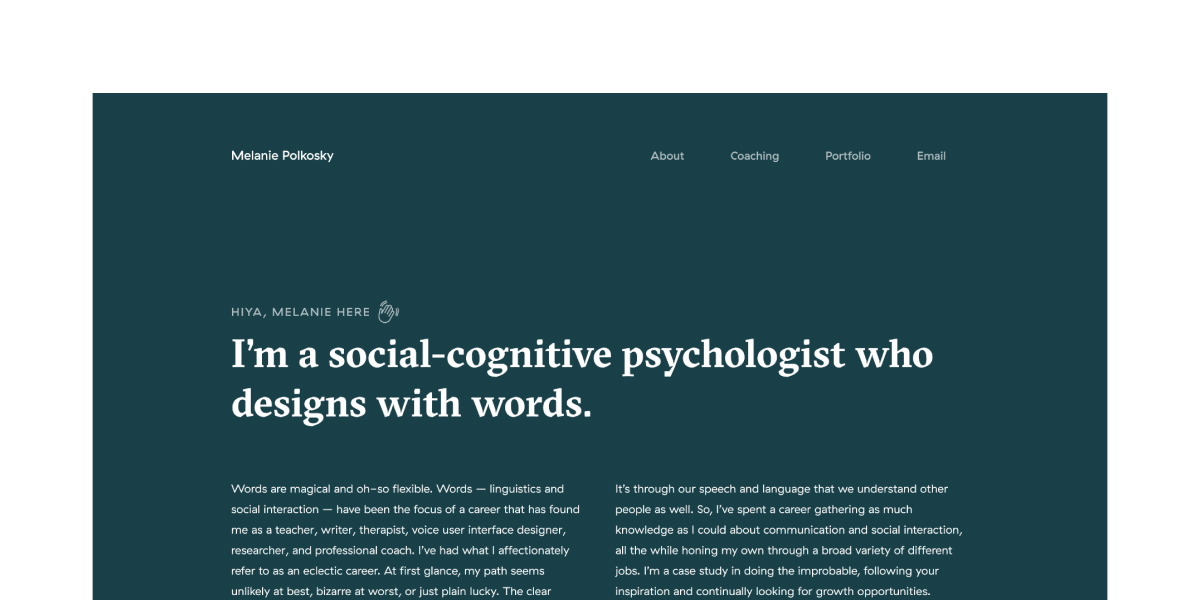 Melanie Polkosky
About Coaching Portfolio Email
HIYA, MELANIE HERE
I'm a social-cognitive psychologist who
designs with words.
Words are magical and oh–so flexible. Words — linguistics and
social interaction — have been the focus of a career that has found
me as a teacher, writer, therapist, voice user interface designer,
researcher, and professional coach. I've had what I affectionately
refer to as an eclectic career. At first glance, my path seems
unlikely at best, bizarre at worst, or just plain lucky. The clear
It's through our speech and language that we understand other
people as well. So, I've spent a career gathering as much
knowledge as I could about communication and social interaction,
all the while honing my own through a broad variety of different
jobs. I'm a case study in doing the improbable, following your
inspiration and continually looking for growth opportunities.